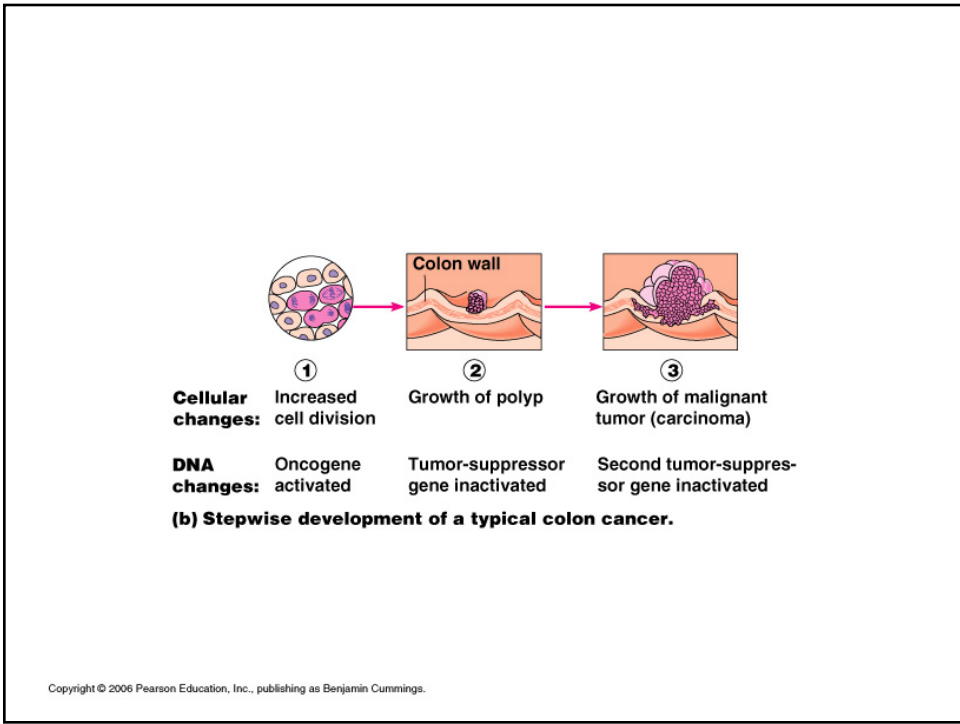 Colon wall
1 2 3
Cellular changes: Increased cell division Growth of polyp Growth of malignant tumor (carcinoma)
DNA changes: Oncogene activated Tumor-suppressor gene inactivated Second tumor-suppres-sor gene inactivated
(b) Stepwise development of a typical colon cancer.
Copyright © 2006 Pearson Education, Inc., publishing as Benjamin Cummings.